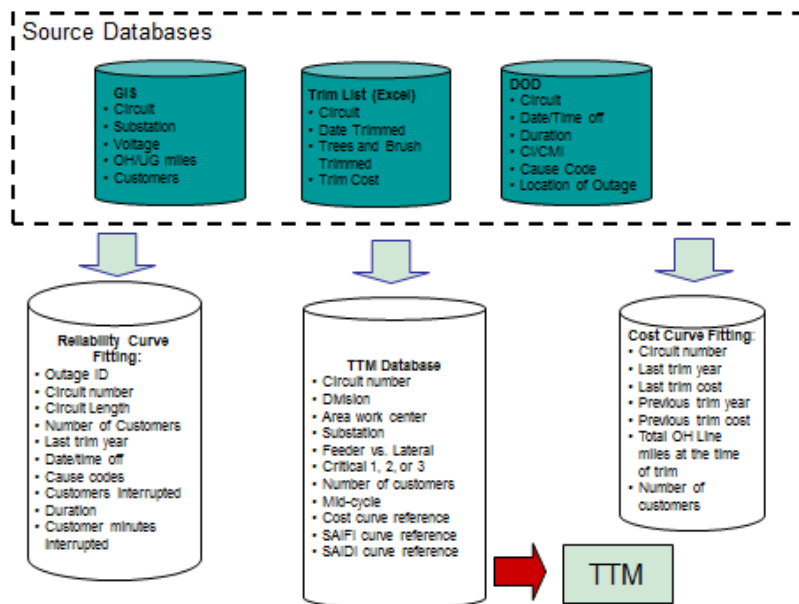 Source Databases
GIS
• Circuit
• Substation
• Voltage
• OH/UG miles
• Customers
Trim List (Excel)
• Circuit
• Date Trimmed
• Trees and Brush
Trimmed
• Trim Cost
DOD
• Circuit
• Date/Time off
• Duration
• CI/CMI
• Cause Code
• Location of Outage
Reliability Curve
Fitting:
• Outage ID
• Circuit number
• Circuit Length
• Number of Customers
• Last trim year
• Date/time off
• Cause codes
• Customers Interrupted
• Duration
• Customer minutes
Interrupted
TTM Database
• Circuit number
• Division
• Area work center
• Substation
• Feeder vs. Lateral
• Critical 1, 2, or 3
• Number of customers
• Mid-cycle
• Cost curve reference
• SAIFI curve reference
• SAIDI curve reference
Cost Curve Fitting:
• Circuit number
• Last trim year
• Last trim cost
• Previous trim year
• Previous trim cost
• Total OH Line
miles at the time
of trim
• Number of
customers
TTM